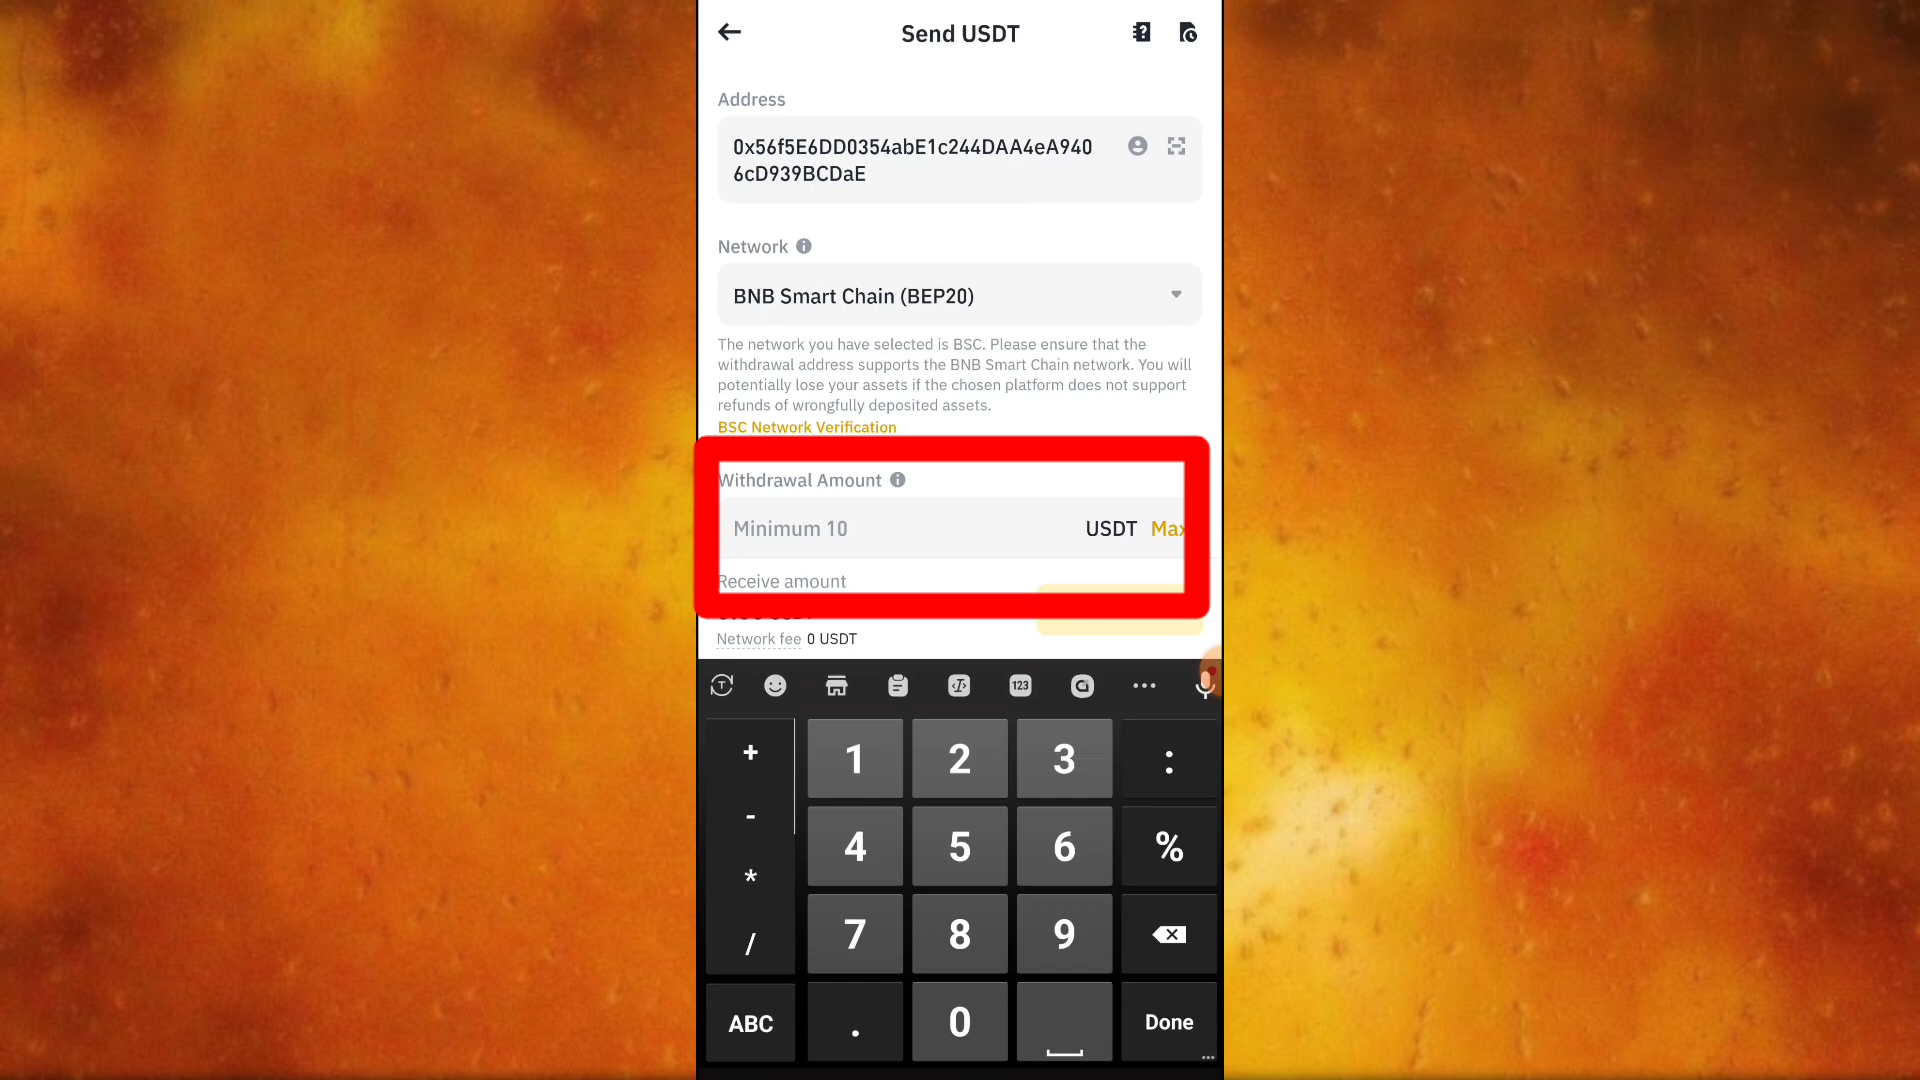 Send USDT
Address
0x56f5E6DD0354abE1c244DAA4eA940
6cD939BCDaE
Network
BNB Smart Chain (BEP20)
The network you have selected is BSC. Please ensure that the
withdrawal address supports the BNB Smart Chain network. You will
potentially lose your assets if the chosen platform does not support
refunds of wrongfully deposited assets.
BSC Network Verification
Withdrawal Amount
Minimum 10 USDT Max
Receive amount
Network fee 0 USDT
123
+ 1 2 3 :
- 4 5 6 %
*
/ 7 8 9
ABC . 0 Done